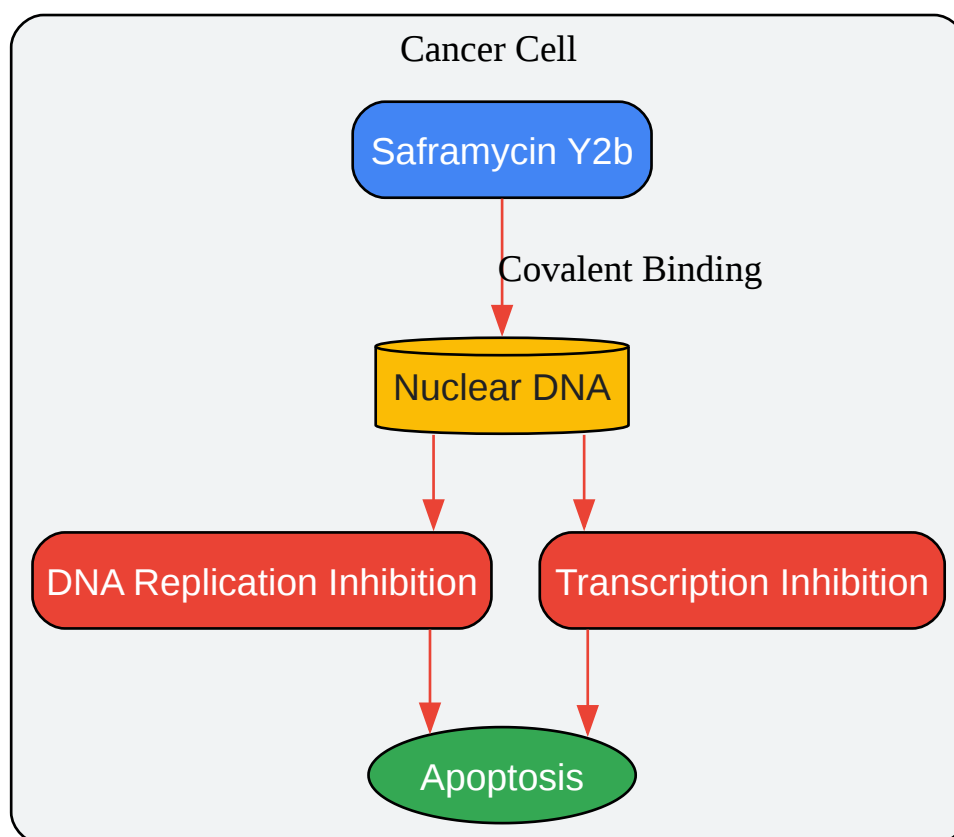 Cancer Cell
Saframycin Y2b
Covalent Binding
Nuclear DNA
DNA Replication Inhibition
Transcription Inhibition
Apoptosis